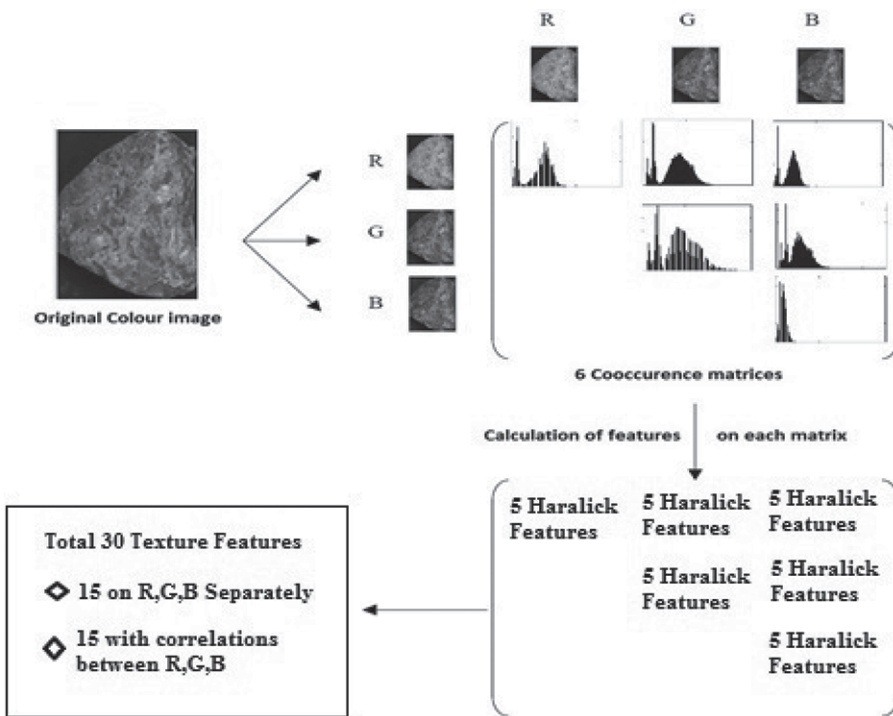 R G B
R
G
B
Original Colour image
6 Cooccurence matrices
Calculation of features on each matrix
5 Haralick
Features
5 Haralick
Features
5 Haralick
Features
5 Haralick
Features
5 Haralick
Features
5 Haralick
Features
Total 30 Texture Features
15 on R,G,B Separately
15 with correlations
between R,G,B